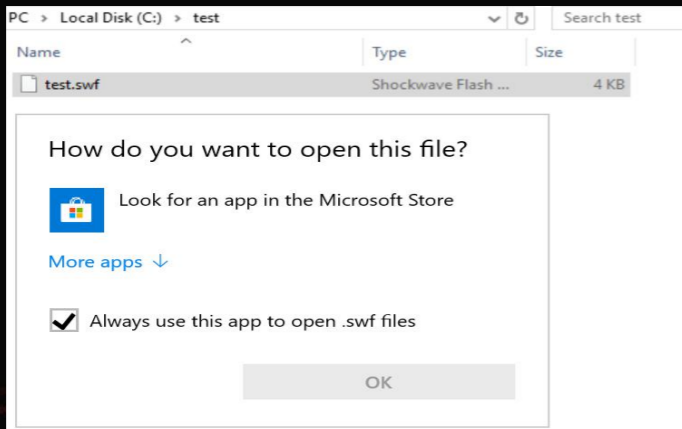 PC > Local Disk (C:) > test
Search test
Name Type Size
test.swf Shockwave Flash ... 4 KB
How do you want to open this file?
Look for an app in the Microsoft Store
More apps ↓
Always use this app to open .swf files
OK